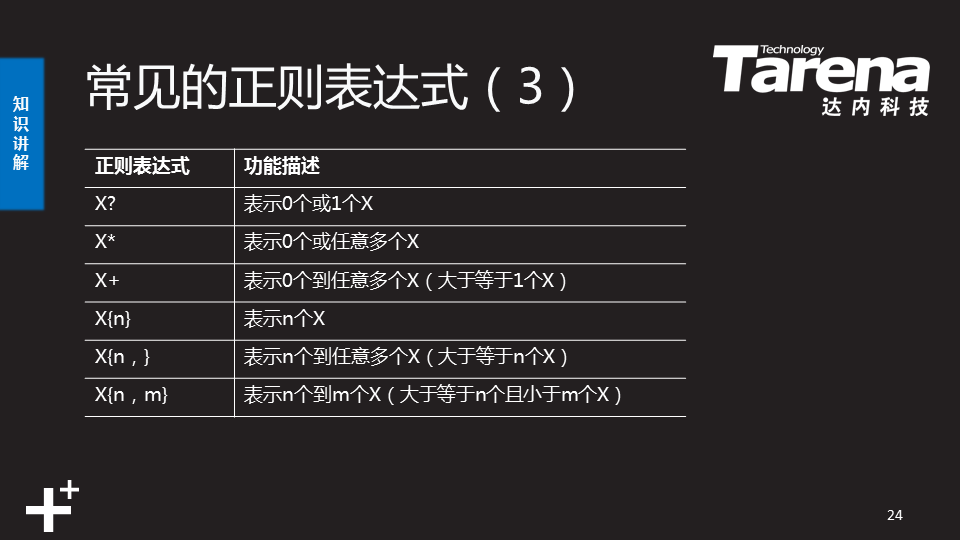 知识讲解
常见的正则表达式（3）
Technology
Tarena
达内科技
正则表达式 功能描述
X? 表示0个或1个X
X* 表示0个或任意多个X
X+ 表示0个到任意多个X（大于等于1个X）
X{n} 表示n个X
X{n，} 表示n个到任意多个X（大于等于n个X）
X{n，m} 表示n个到m个X（大于等于n个且小于m个X）
24